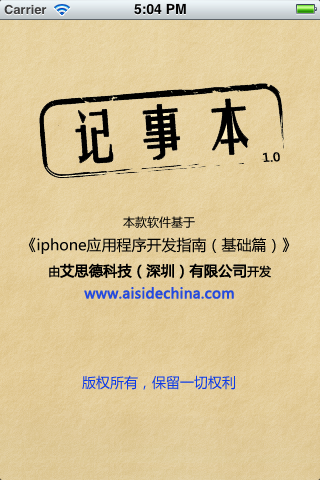 Carrier 5:04 PM
记事本
1.0
本款软件基于
《iphone应用程序开发指南（基础篇）》
由艾思德科技（深圳）有限公司开发
www.aisidechina.com
版权所有，保留一切权利